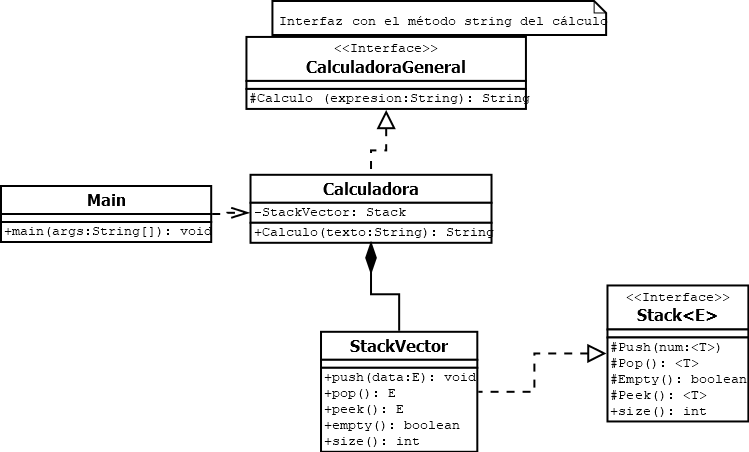 Interfaz con el método string del cálculo
<<Interface>>
CalculadoraGeneral
#Calculo (expresion:String): String
Calculadora
-StackVector: Stack
+Calculo(texto:String): String
Main
+main(args:String[]): void
StackVector
+push(data:E): void
+pop(): E
+peek(): E
+empty(): boolean
+size(): int
<<Interface>>
Stack<E>
#Push(num:<T>)
#Pop(): <T>
#Empty(): boolean
#Peek(): <T>
+size(): int